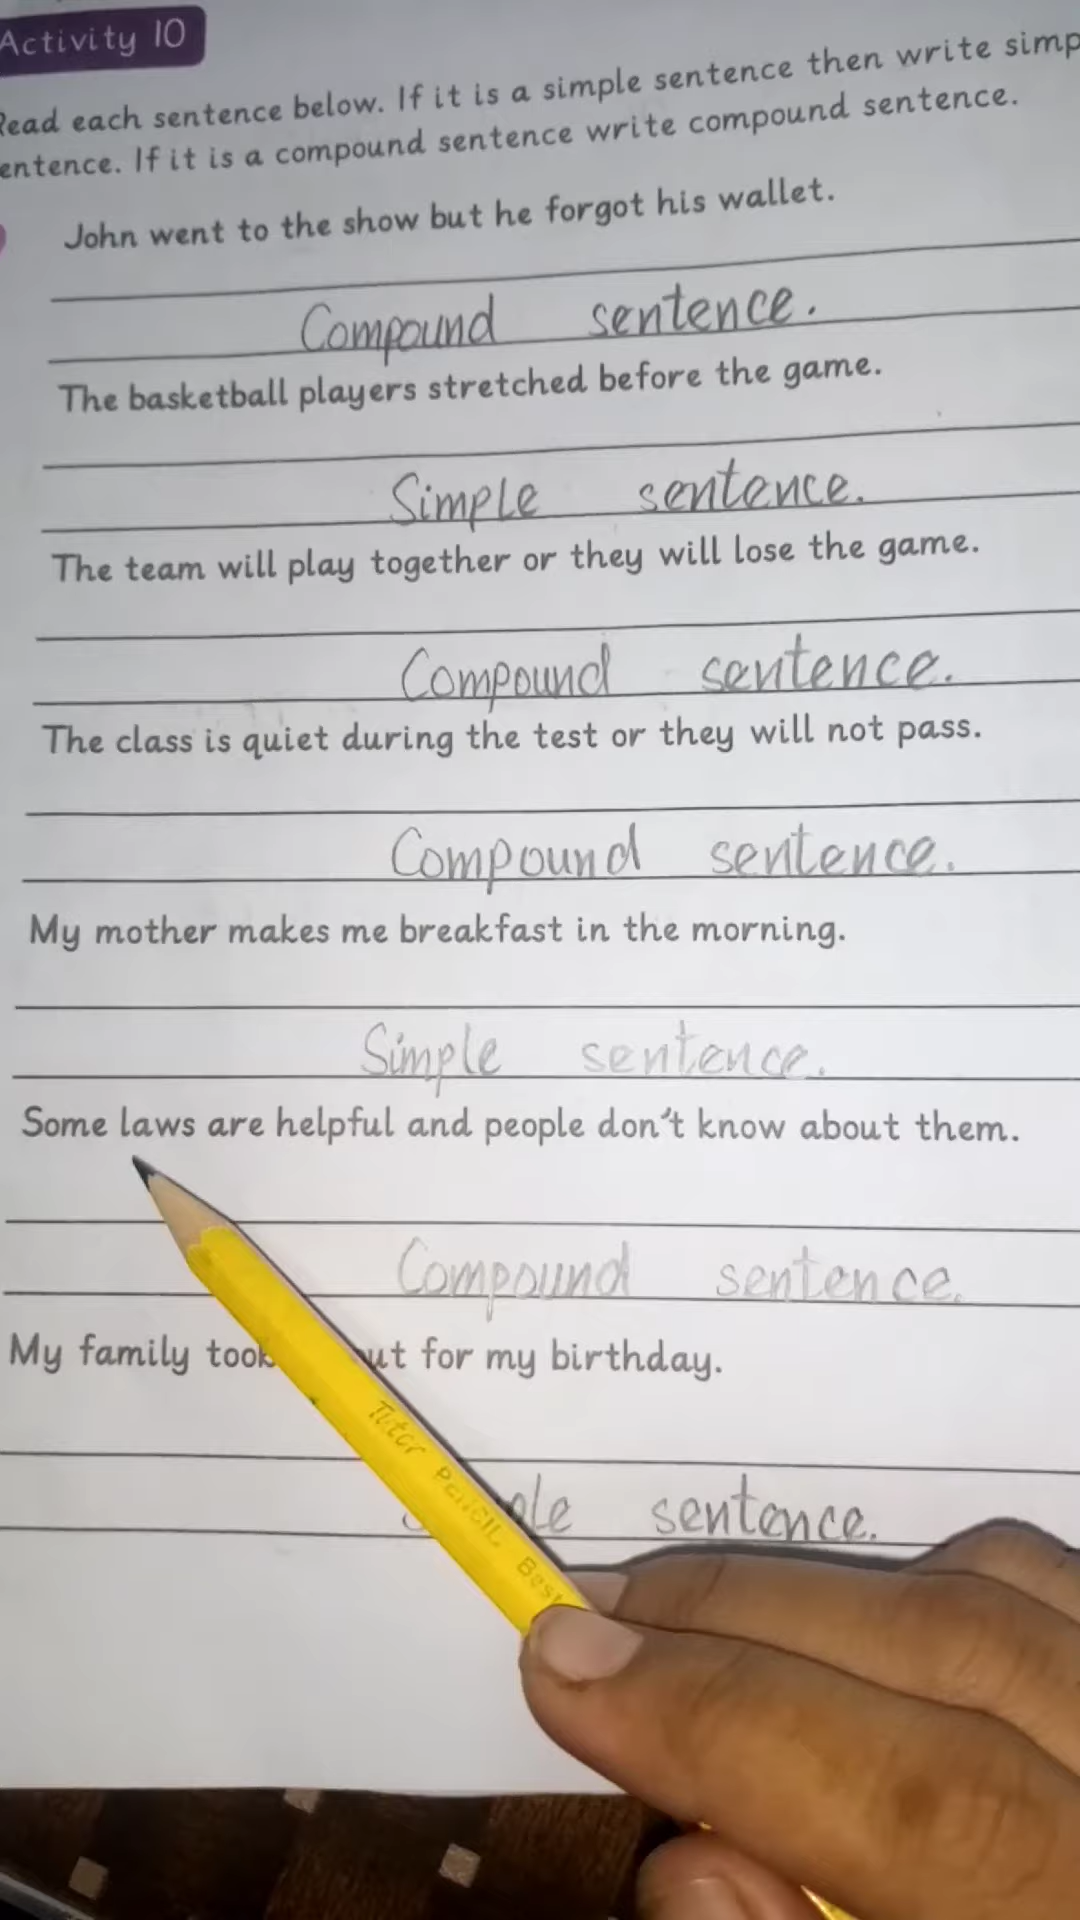 Activity 10
Read each sentence below. If it is a simple sentence then write simp
entence. If it is a compound sentence write compound sentence.
John went to the show but he forgot his wallet.
Compound sentence.
The basketball players stretched before the game.
Simple sentence.
The team will play together or they will lose the game.
Compound sentence.
The class is quiet during the test or they will not pass.
Compound sentence.
My mother makes me breakfast in the morning.
Simple sentence.
Some laws are helpful and people don't know about them.
Compound sentence.
My family took for my birthday.
sentence.
Tutor PENCIL Best